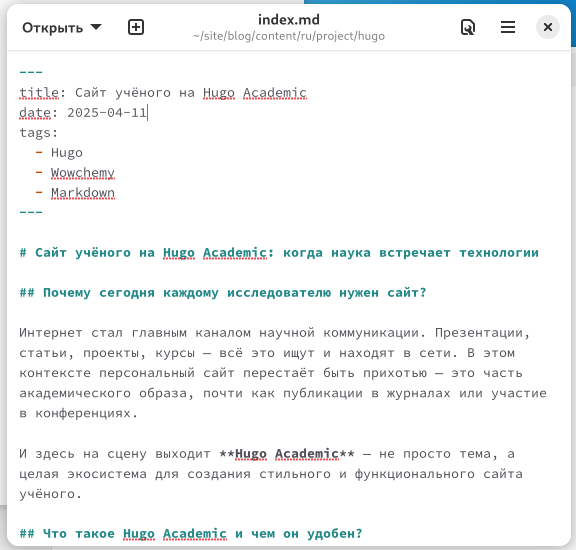 Открыть
index.md
~/site/blog/content/ru/project/hugo
---
title: Сайт учёного на Hugo Academic
date: 2025-04-11
tags:
- Hugo
- Wowchemy
- Markdown
---
# Сайт учёного на Hugo Academic: когда наука встречает технологии
## Почему сегодня каждому исследователю нужен сайт?
Интернет стал главным каналом научной коммуникации. Презентации,
статьи, проекты, курсы — всё это ищут и находят в сети. В этом
контексте персональный сайт перестаёт быть прихотью — это часть
академического образа, почти как публикации в журналах или участие
в конференциях.
И здесь на сцену выходит **Hugo Academic** — не просто тема, а
целая экосистема для создания стильного и функционального сайта
учёного.
## Что такое Hugo Academic и чем он удобен?